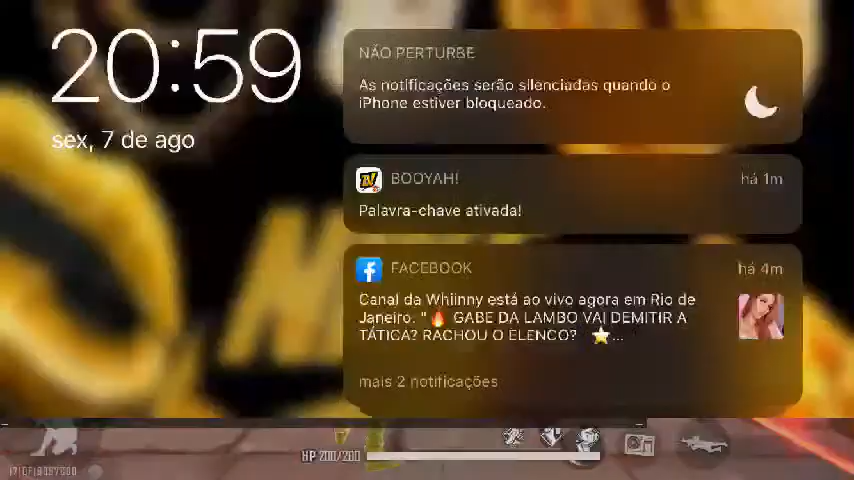 20:59
sex, 7 de ago
NÃO PERTURBE
As notificações serão silenciadas quando o
iPhone estiver bloqueado.
BOOYAH!
há 1m
Palavra-chave ativada!
FACEBOOK
há 4m
Canal da Whiinny está ao vivo agora em Rio de
Janeiro. "🔥 GABE DA LAMBO VAI DEMITIR A
TÁTICA? RACHOU O ELENCO? ⭐...
mais 2 notificações
HP 200/200